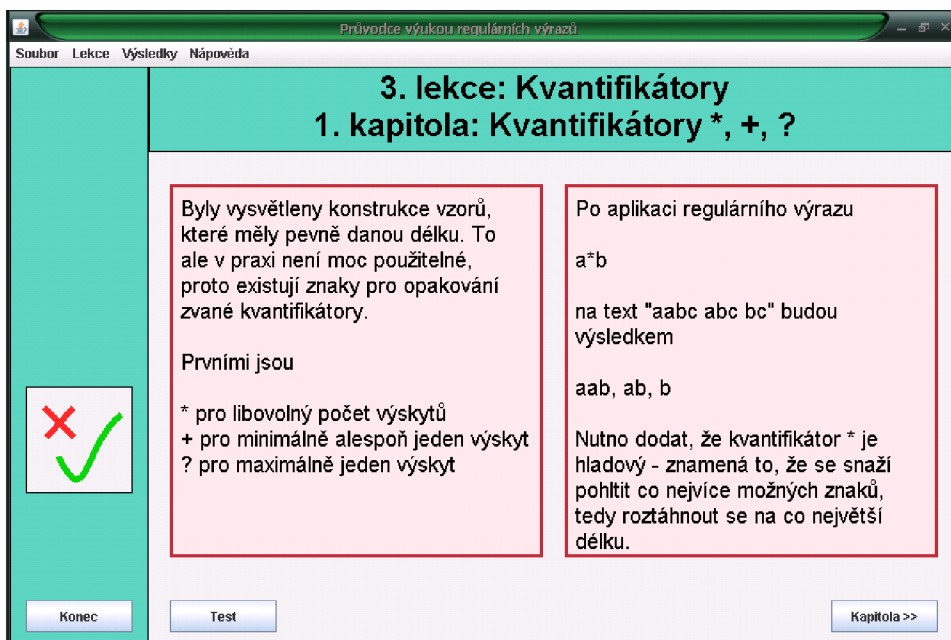 Průvodce výukou regulárních výrazů
Soubor Lekce Výsledky Nápověda
3. lekce: Kvantifikátory
1. kapitola: Kvantifikátory *, +, ?
Byly vysvětleny konstrukce vzorů,
které měly pevně danou délku. To
ale v praxi není moc použitelné,
proto existují znaky pro opakování
zvané kvantifikátory.
Prvními jsou
* pro libovolný počet výskytů
+ pro minimálně alespoň jeden výskyt
? pro maximálně jeden výskyt
Po aplikaci regulárního výrazu
a*b
na text "aabc abc bc" budou
výsledkem
aab, ab, b
Nutno dodat, že kvantifikátor * je
hladový - znamená to, že se snaží
pohltit co nejvíce možných znaků,
tedy roztáhnout se na co největší
délku.
Konec
Test
Kapitola >>